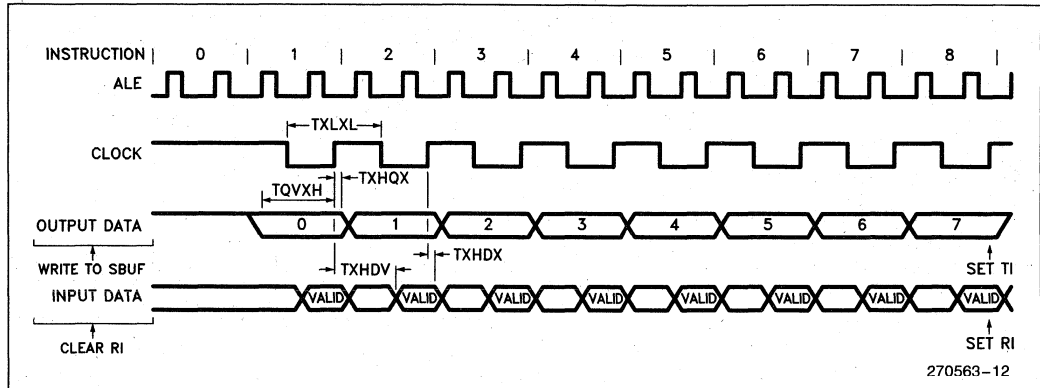 INSTRUCTION | 0 | 1 | 2 | 3 | 4 | 5 | 6 | 7 | 8 |
ALE
TXLXL
CLOCK
TXHQX
TQVXH
OUTPUT DATA 0 1 2 3 4 5 6 7
WRITE TO SBUF TXHDV TXHDX SET TI
INPUT DATA VALID VALID VALID VALID VALID VALID VALID VALID
CLEAR RI SET RI
270563-12